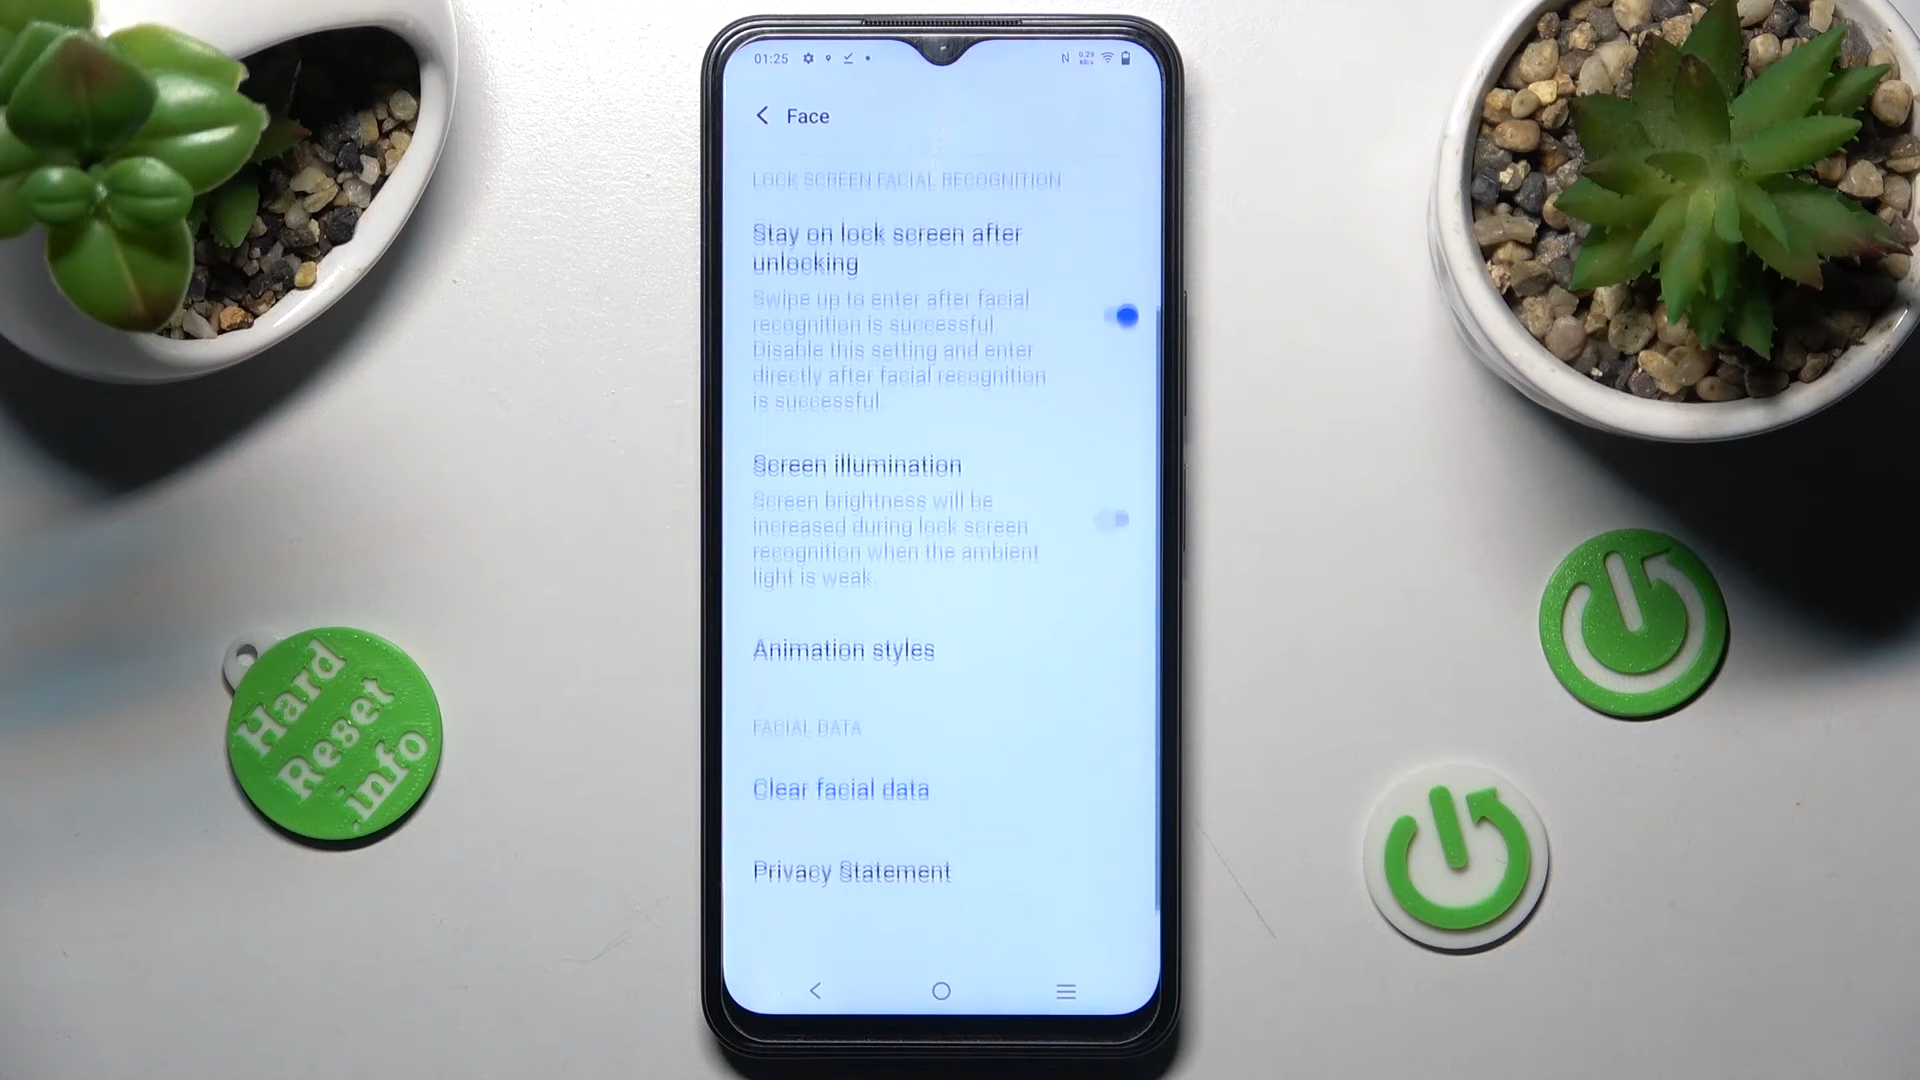 01:25
N 0.29 KB/s
Face
LOCK SCREEN FACIAL RECOGNITION
Stay on lock screen after
unlocking
Swipe up to enter after facial
recognition is successful.
Disable this setting and enter
directly after facial recognition
is successful.
Screen illumination
Screen brightness will be
increased during lock screen
recognition when the ambient
light is weak.
Animation styles
FACIAL DATA
Clear facial data
Privacy Statement
Hard
Reset
.info